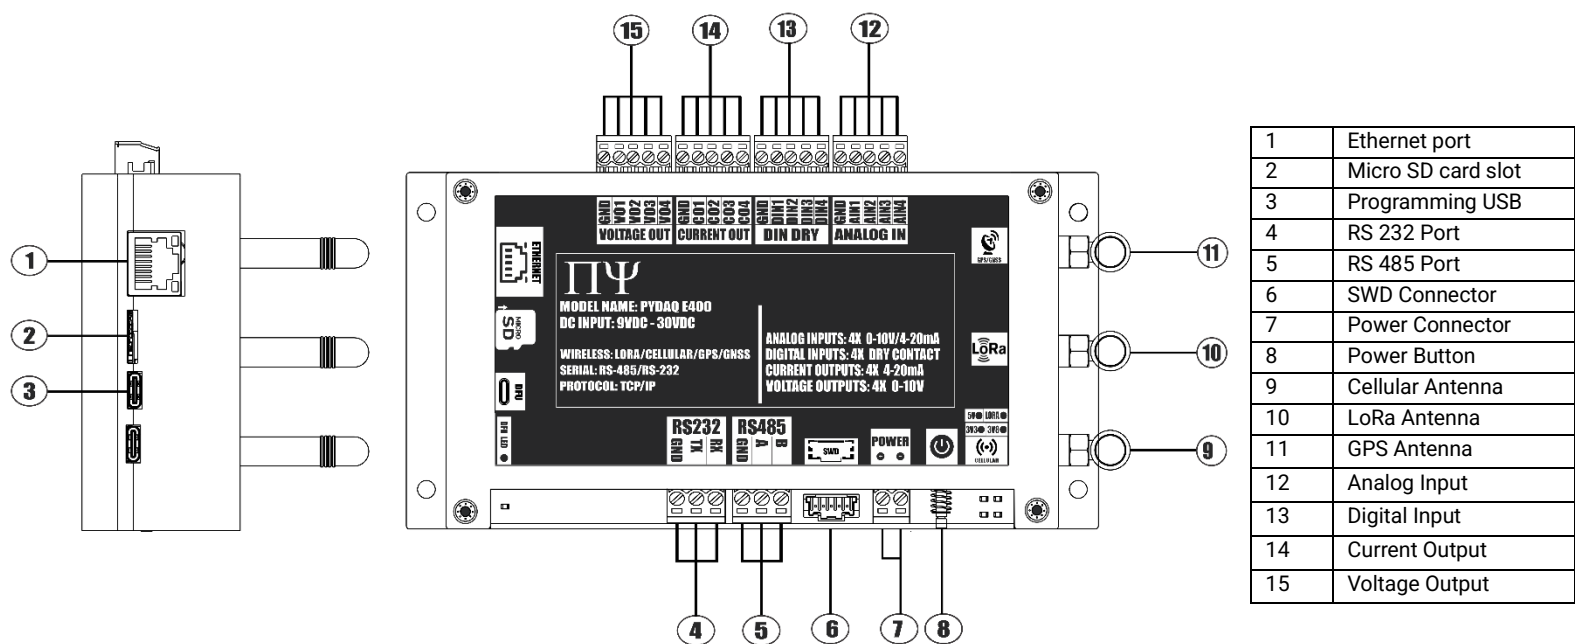 15 14 13 12
1
2
3
GND VO1 VO2 VO3 VO4
VOLTAGE OUT
GND CO1 CO2 CO3 CO4
CURRENT OUT
GND DIN1 DIN2 DIN3 DIN4
DIN DRY
GND AIN1 AIN2 AIN3 AIN4
ANALOG IN
ETHERNET
GPS/GNSS
ΠΨ
MODEL NAME: PYDAQ E400
DC INPUT: 9VDC - 30VDC
WIRELESS: LORA/CELLULAR/GPS/GNSS
SERIAL: RS-485/RS-232
PROTOCOL: TCP/IP
ANALOG INPUTS: 4X 0-10V/4-20mA
DIGITAL INPUTS: 4X DRY CONTACT
CURRENT OUTPUTS: 4X 4-20mA
VOLTAGE OUTPUTS: 4X 0-10V
MICRO
SD
LoRa
DFU
DFU LED
RS232
GND TX RX
RS485
GND A B
SWD
POWER
5V0 LORA
3V3 3V8
CELLULAR
11
10
9
4 5 6 7 8
1 Ethernet port
2 Micro SD card slot
3 Programming USB
4 RS 232 Port
5 RS 485 Port
6 SWD Connector
7 Power Connector
8 Power Button
9 Cellular Antenna
10 LoRa Antenna
11 GPS Antenna
12 Analog Input
13 Digital Input
14 Current Output
15 Voltage Output